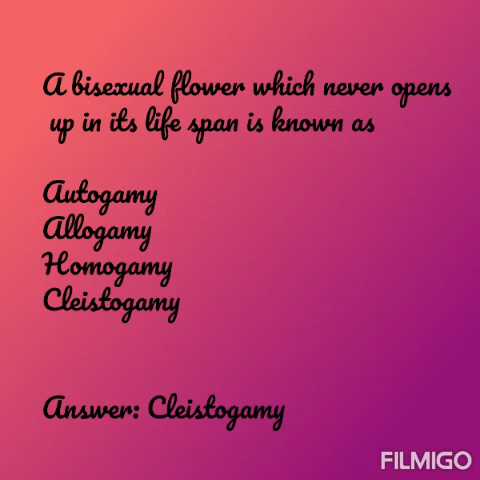 A bisexual flower which never opens
up in its life span is known as
Autogamy
Allogamy
Homogamy
Cleistogamy
Answer: Cleistogamy
FILMIGO